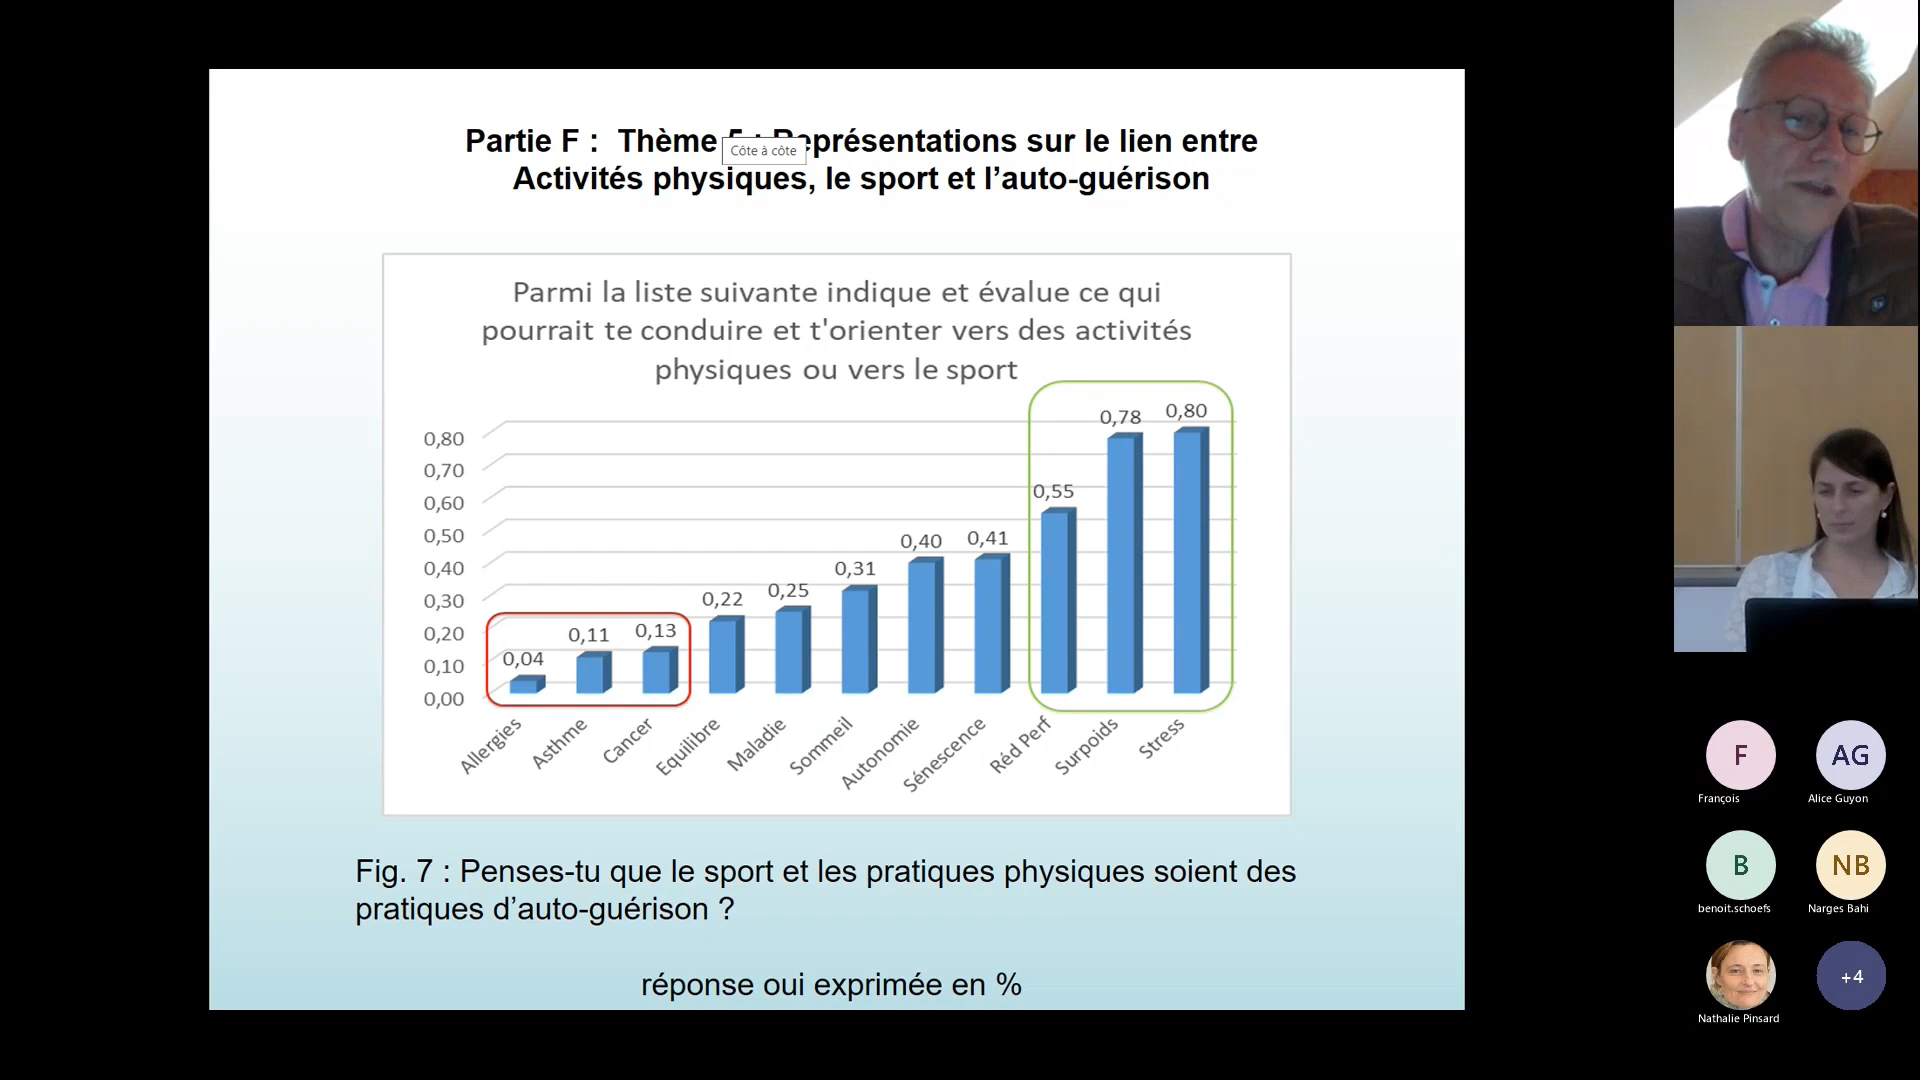 Partie F : Thème 5 : Représentations sur le lien entre
Côte à côte
Activités physiques, le sport et l’auto-guérison
Parmi la liste suivante indique et évalue ce qui
pourrait te conduire et t'orienter vers des activités
physiques ou vers le sport
0,80
0,70
0,60
0,50
0,40
0,30
0,20
0,10
0,00
0,04
0,11
0,13
0,22
0,25
0,31
0,40
0,41
0,55
0,78
0,80
Allergies
Asthme
Cancer
Equilibre
Maladie
Sommeil
Autonomie
Sénescence
Réd Perf
Surpoids
Stress
Fig. 7 : Penses-tu que le sport et les pratiques physiques soient des
pratiques d’auto-guérison ?
réponse oui exprimée en %
F
François
AG
Alice Guyon
B
benoit.schoefs
NB
Narges Bahi
Nathalie Pinsard
+4